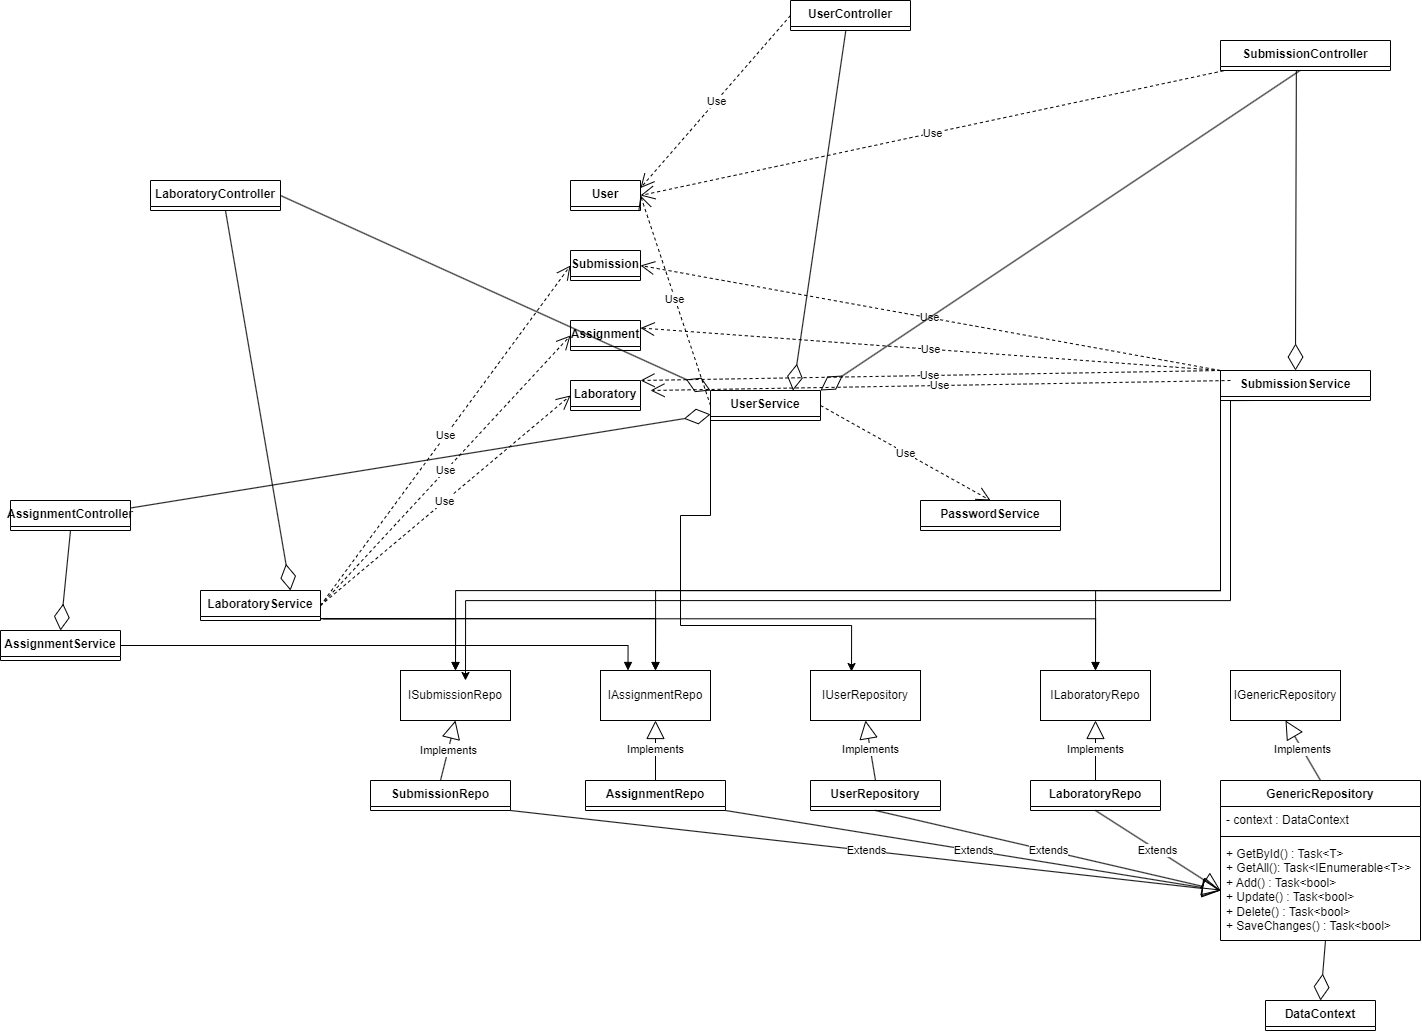 UserController
SubmissionController
Use
Use
LaboratoryController
User
Submission
Use
Use
Assignment
Use
Use
Use
SubmissionService
Laboratory
UserService
Use
Use
Use
Use
AssignmentController
PasswordService
LaboratoryService
AssignmentService
ISubmissionRepo
IAssignmentRepo
IUserRepository
ILaboratoryRepo
IGenericRepository
Implements
Implements
Implements
Implements
Implements
SubmissionRepo
AssignmentRepo
UserRepository
LaboratoryRepo
GenericRepository
- context : DataContext
Extends
Extends
Extends
Extends
+ GetById() : Task<T>
+ GetAll(): Task<IEnumerable<T>>
+ Add() : Task<bool>
+ Update() : Task<bool>
+ Delete() : Task<bool>
+ SaveChanges() : Task<bool>
DataContext